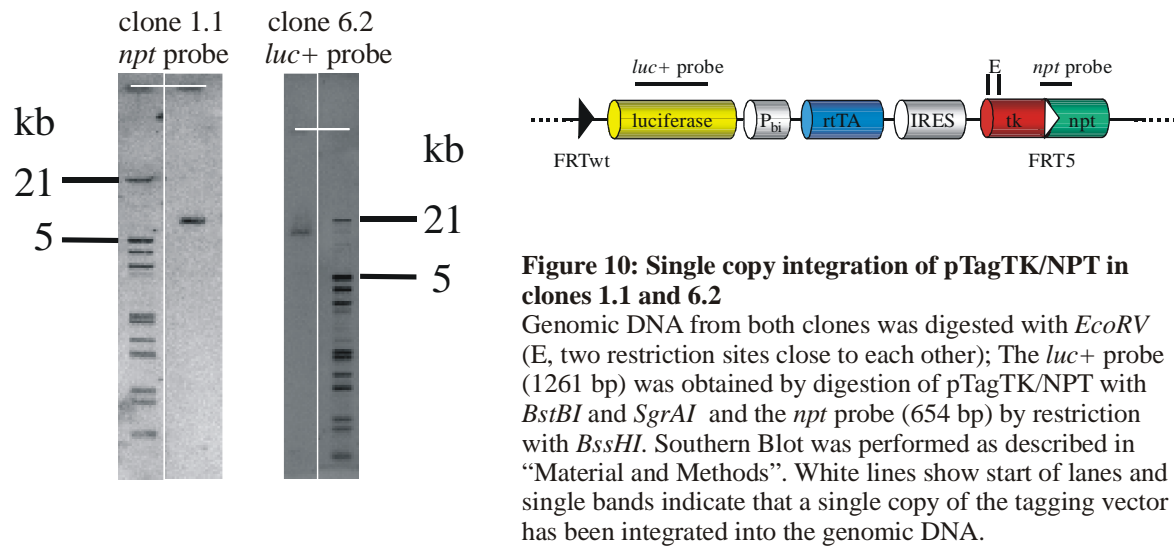 clone 1.1
npt probe
clone 6.2
luc+ probe
kb
21
5
kb
21
5
luc+ probe
E
npt probe
luciferase
Pbi
rtTA
IRES
tk
npt
FRTwt
FRT5
Figure 10: Single copy integration of pTagTK/NPT in
clones 1.1 and 6.2
Genomic DNA from both clones was digested with EcoRV
(E, two restriction sites close to each other); The luc+ probe
(1261 bp) was obtained by digestion of pTagTK/NPT with
BstBI and SgrAI and the npt probe (654 bp) by restriction
with BssHI. Southern Blot was performed as described in
“Material and Methods”. White lines show start of lanes and
single bands indicate that a single copy of the tagging vector
has been integrated into the genomic DNA.